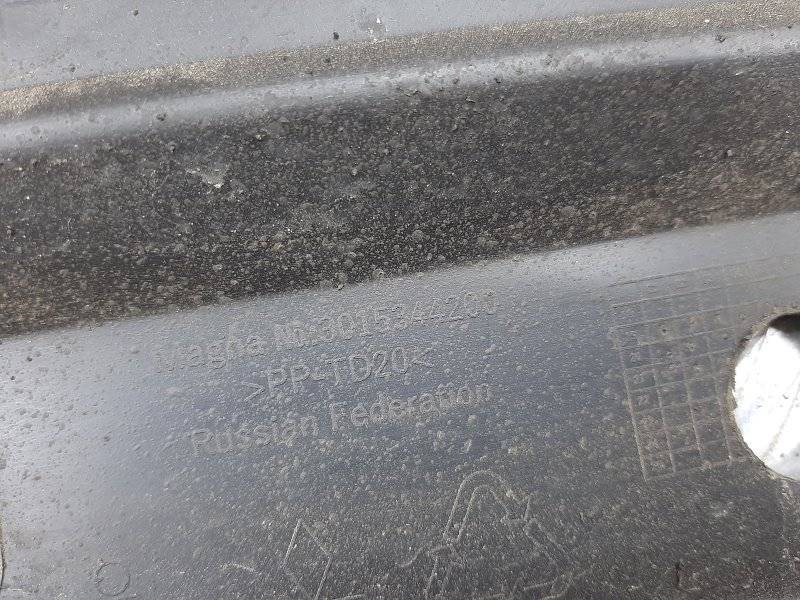 Magna Nr.3015344200
>PP-TD20<
Russian Federation